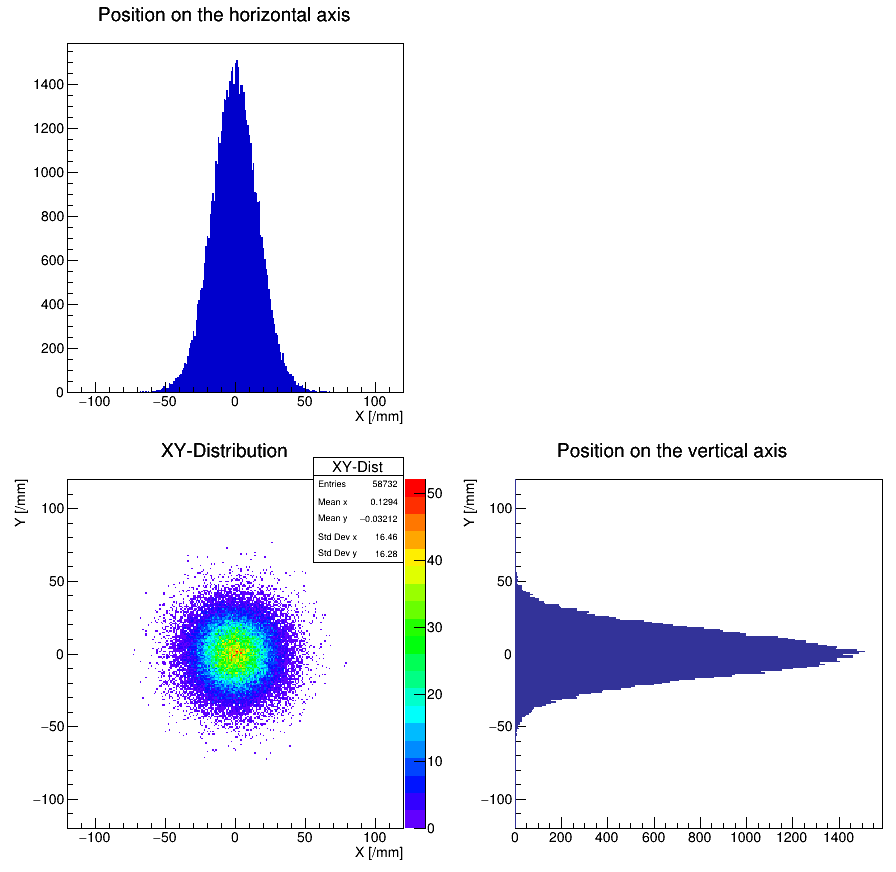 Position on the horizontal axis
1400
1200
1000
800
600
400
200
0
−100 −50 0 50 100
X [/mm]
XY-Distribution
XY-Dist
Entries 58732
Mean x 0.1294
Mean y −0.03212
Std Dev x 16.46
Std Dev y 16.28
Y [/mm]
100
50
0
−50
−100
−100 −50 0 50 100
X [/mm]
50
40
30
20
10
0
Position on the vertical axis
Y [/mm]
100
50
0
−50
−100
0 200 400 600 800 1000 1200 1400